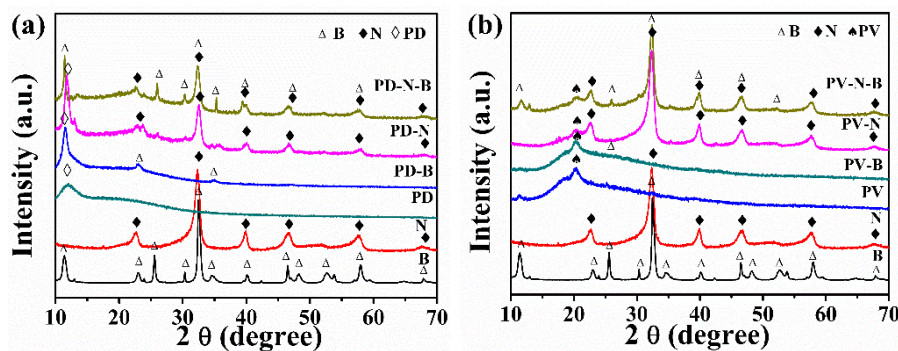 (a)
△ B ◆ N ◇ PD
PD-N-B
PD-N
PD-B
PD
N
B
Intensity (a.u.)
10 20 30 40 50 60 70
2 θ (degree)
(b)
△ B ◆ N ♠ PV
PV-N-B
PV-N
PV-B
PV
N
B
Intensity (a.u.)
10 20 30 40 50 60 70
2 θ (degree)